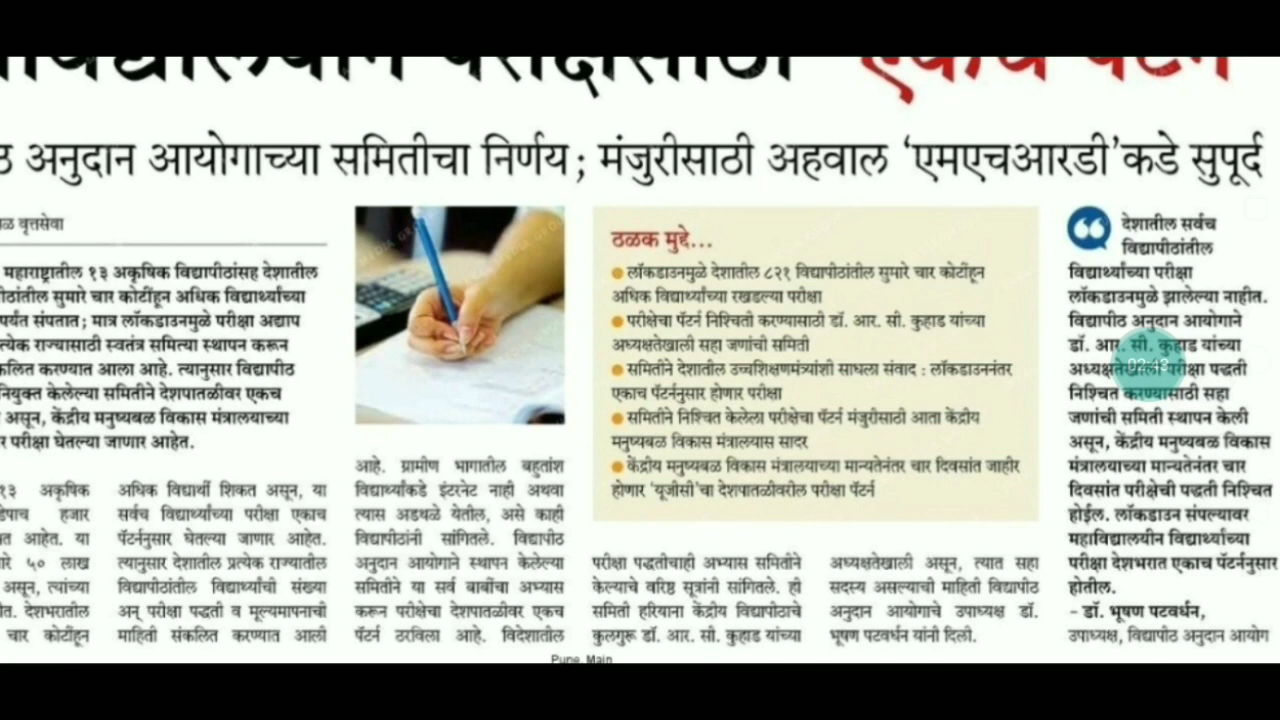 अनुदान आयोगाच्या समितीचा निर्णय; मंजुरीसाठी अहवाल ‘एमएचआरडी’कडे सुपूर्द
वृत्तसेवा
महाराष्ट्रातील १३ अकृषिक विद्यापीठांसह देशातील
सुमारे चार कोटींहून अधिक विद्यार्थ्यांच्या
संपतात; मात्र लॉकडाउनमुळे परीक्षा अद्याप
राज्यासाठी स्वतंत्र समित्या स्थापन करून
करण्यात आला आहे. त्यानुसार विद्यापीठ
केलेल्या समितीने देशपातळीवर एकच
असून, केंद्रीय मनुष्यबळ विकास मंत्रालयाच्या
परीक्षा घेतल्या जाणार आहेत.
१३ अकृषिक
हजार
आहेत. या
५० लाख
असून, त्यांच्या
देशभरातील
चार कोटींहून
अधिक विद्यार्थी शिकत असून, या
सर्वच विद्यार्थ्यांच्या परीक्षा एकाच
पॅटर्ननुसार घेतल्या जाणार आहेत.
त्यानुसार देशातील प्रत्येक राज्यातील
विद्यापीठांतील विद्यार्थ्यांची संख्या
अन् परीक्षा पद्धती व मूल्यमापनाची
माहिती संकलित करण्यात आली
आहे. ग्रामीण भागातील बहुतांश
विद्यार्थ्यांकडे इंटरनेट नाही अथवा
त्यास अडथळे येतील, असे काही
विद्यापीठांनी सांगितले. विद्यापीठ
अनुदान आयोगाने स्थापन केलेल्या
समितीने या सर्व बाबींचा अभ्यास
करून परीक्षेचा देशपातळीवर एकच
पॅटर्न ठरविला आहे. विदेशातील
ठळक मुद्दे...
● लॉकडाउनमुळे देशातील ८२१ विद्यापीठांतील सुमारे चार कोटींहून
अधिक विद्यार्थ्यांच्या रखडल्या परीक्षा
● परीक्षेचा पॅटर्न निश्चिती करण्यासाठी डॉ. आर. सी. कुहाड यांच्या
अध्यक्षतेखाली सहा जणांची समिती
● समितीने देशातील उच्चशिक्षणमंत्र्यांशी साधला संवाद : लॉकडाउननंतर
एकाच पॅटर्ननुसार होणार परीक्षा
● समितीने निश्चित केलेला परीक्षेचा पॅटर्न मंजुरीसाठी आता केंद्रीय
मनुष्यबळ विकास मंत्रालयास सादर
● केंद्रीय मनुष्यबळ विकास मंत्रालयाच्या मान्यतेनंतर चार दिवसांत जाहीर
होणार ‘यूजीसी’चा देशपातळीवरील परीक्षा पॅटर्न
परीक्षा पद्धतीचाही अभ्यास समितीने
केल्याचे वरिष्ठ सूत्रांनी सांगितले. ही
समिती हरियाना केंद्रीय विद्यापीठाचे
कुलगुरू डॉ. आर. सी. कुहाड यांच्या
अध्यक्षतेखाली असून, त्यात सहा
सदस्य असल्याची माहिती विद्यापीठ
अनुदान आयोगाचे उपाध्यक्ष डॉ.
भूषण पटवर्धन यांनी दिली.
देशातील सर्वच
विद्यापीठांतील
विद्यार्थ्यांच्या परीक्षा
लॉकडाउनमुळे झालेल्या नाहीत.
विद्यापीठ अनुदान आयोगाने
डॉ. आर. सी. कुहाड यांच्या
अध्यक्षतेखाली परीक्षा पद्धती
निश्चित करण्यासाठी सहा
जणांची समिती स्थापन केली
असून, केंद्रीय मनुष्यबळ विकास
मंत्रालयाच्या मान्यतेनंतर चार
दिवसांत परीक्षेची पद्धती निश्चित
होईल. लॉकडाउन संपल्यावर
महाविद्यालयीन विद्यार्थ्यांच्या
परीक्षा देशभरात एकाच पॅटर्ननुसार
होतील.
- डॉ. भूषण पटवर्धन,
उपाध्यक्ष, विद्यापीठ अनुदान आयोग
02:43
Pune, Main